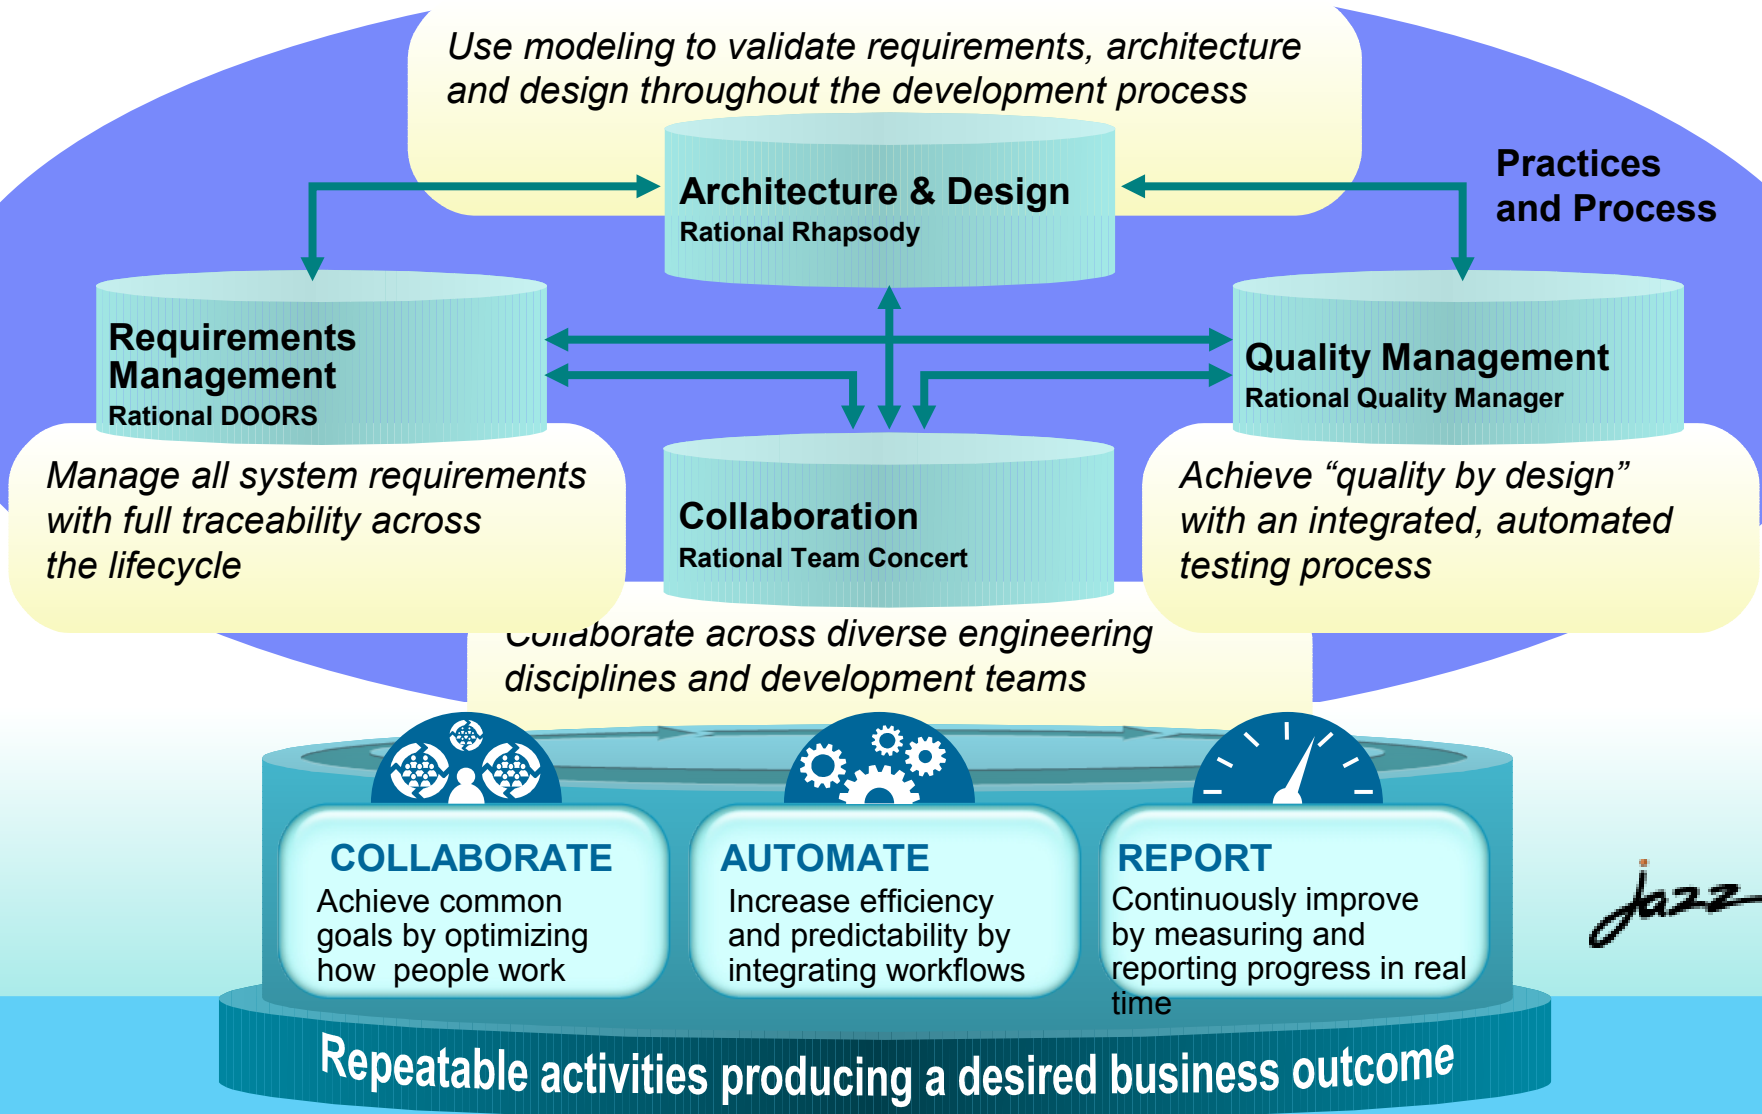 Use modeling to validate requirements, architecture
and design throughout the development process
Architecture & Design
Rational Rhapsody
Practices
and Process
Requirements
Management
Rational DOORS
Quality Management
Rational Quality Manager
Manage all system requirements
with full traceability across
the lifecycle
Collaboration
Rational Team Concert
Achieve “quality by design”
with an integrated, automated
testing process
Collaborate across diverse engineering
disciplines and development teams
COLLABORATE
Achieve common
goals by optimizing
how people work
AUTOMATE
Increase efficiency
and predictability by
integrating workflows
REPORT
Continuously improve
by measuring and
reporting progress in real
time
jazz
Repeatable activities producing a desired business outcome